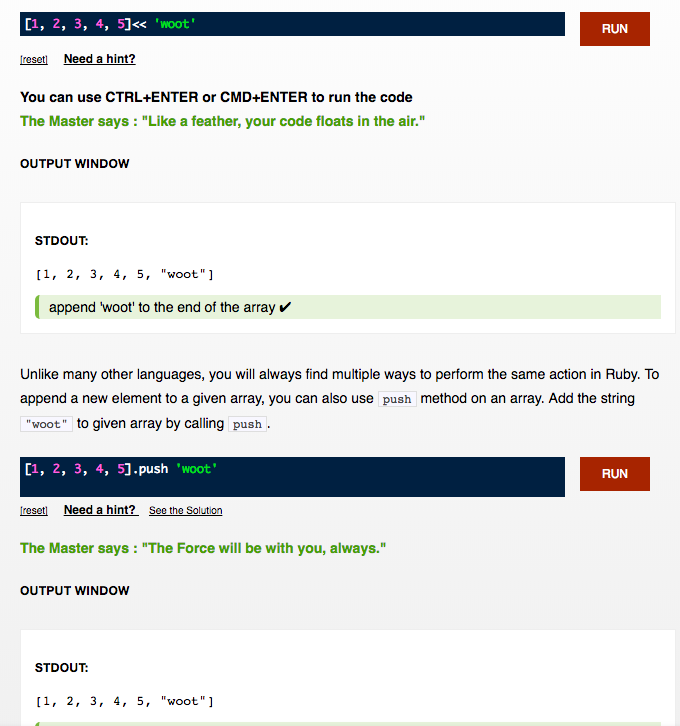 [1, 2, 3, 4, 5]<< 'woot'
RUN
[reset] Need a hint?
You can use CTRL+ENTER or CMD+ENTER to run the code
The Master says : "Like a feather, your code floats in the air."
OUTPUT WINDOW
STDOUT:
[1, 2, 3, 4, 5, "woot"]
append 'woot' to the end of the array ✔
Unlike many other languages, you will always find multiple ways to perform the same action in Ruby. To
append a new element to a given array, you can also use push method on an array. Add the string
"woot" to given array by calling push.
[1, 2, 3, 4, 5].push 'woot'
RUN
[reset] Need a hint? See the Solution
The Master says : "The Force will be with you, always."
OUTPUT WINDOW
STDOUT:
[1, 2, 3, 4, 5, "woot"]